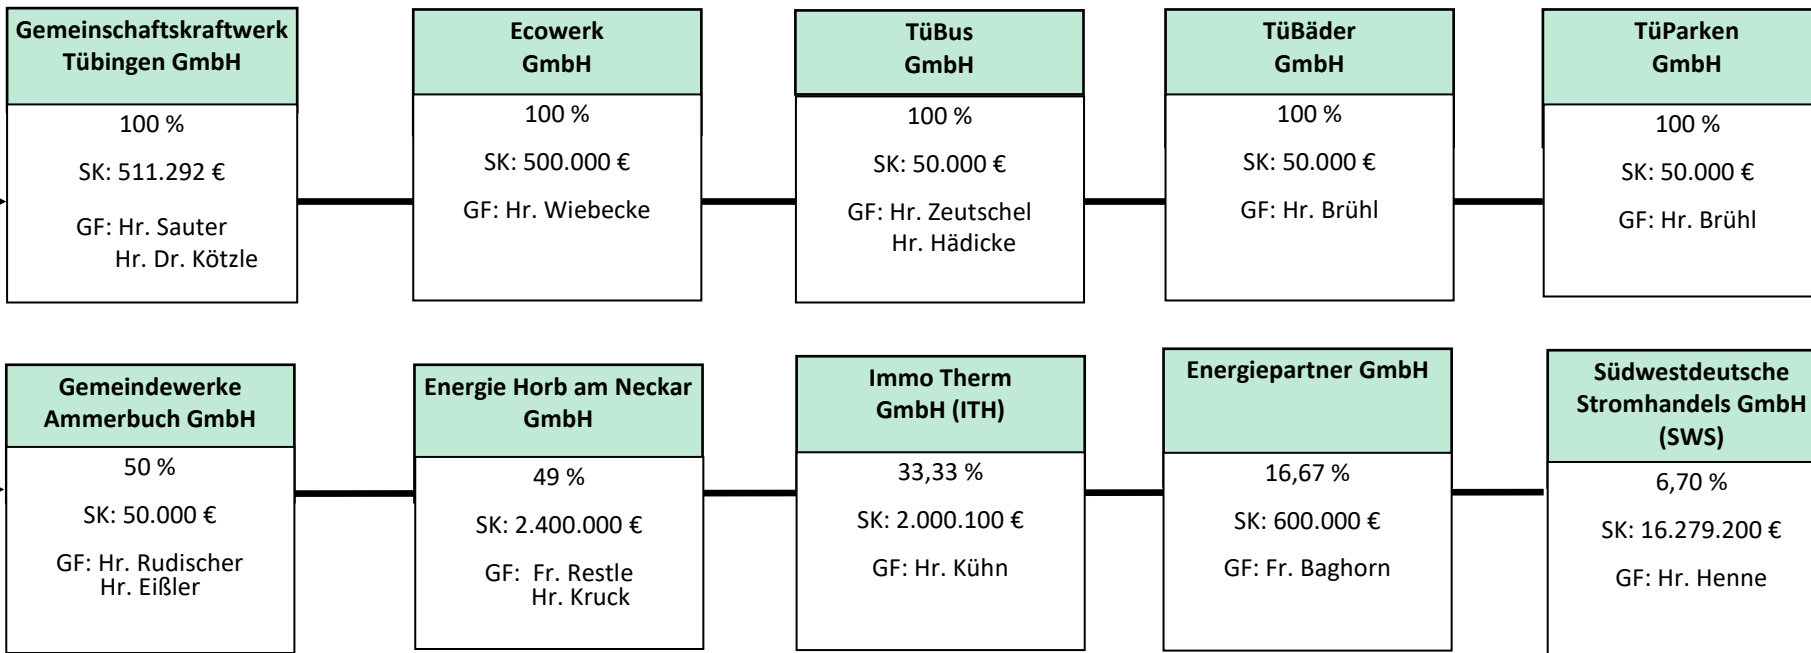 Gemeinschaftskraftwerk
Tübingen GmbH
100 %
SK: 511.292 €
GF: Hr. Sauter
Hr. Dr. Kötzle
Ecowerk
GmbH
100 %
SK: 500.000 €
GF: Hr. Wiebecke
TüBus
GmbH
100 %
SK: 50.000 €
GF: Hr. Zeutschel
Hr. Hädicke
TüBäder
GmbH
100 %
SK: 50.000 €
GF: Hr. Brühl
TüParken
GmbH
100 %
SK: 50.000 €
GF: Hr. Brühl
Gemeindewerke
Ammerbuch GmbH
50 %
SK: 50.000 €
GF: Hr. Rudischer
Hr. Eißler
Energie Horb am Neckar
GmbH
49 %
SK: 2.400.000 €
GF: Fr. Restle
Hr. Kruck
Immo Therm
GmbH (ITH)
33,33 %
SK: 2.000.100 €
GF: Hr. Kühn
Energiepartner GmbH
16,67 %
SK: 600.000 €
GF: Fr. Baghorn
Südwestdeutsche
Stromhandels GmbH
(SWS)
6,70 %
SK: 16.279.200 €
GF: Hr. Henne